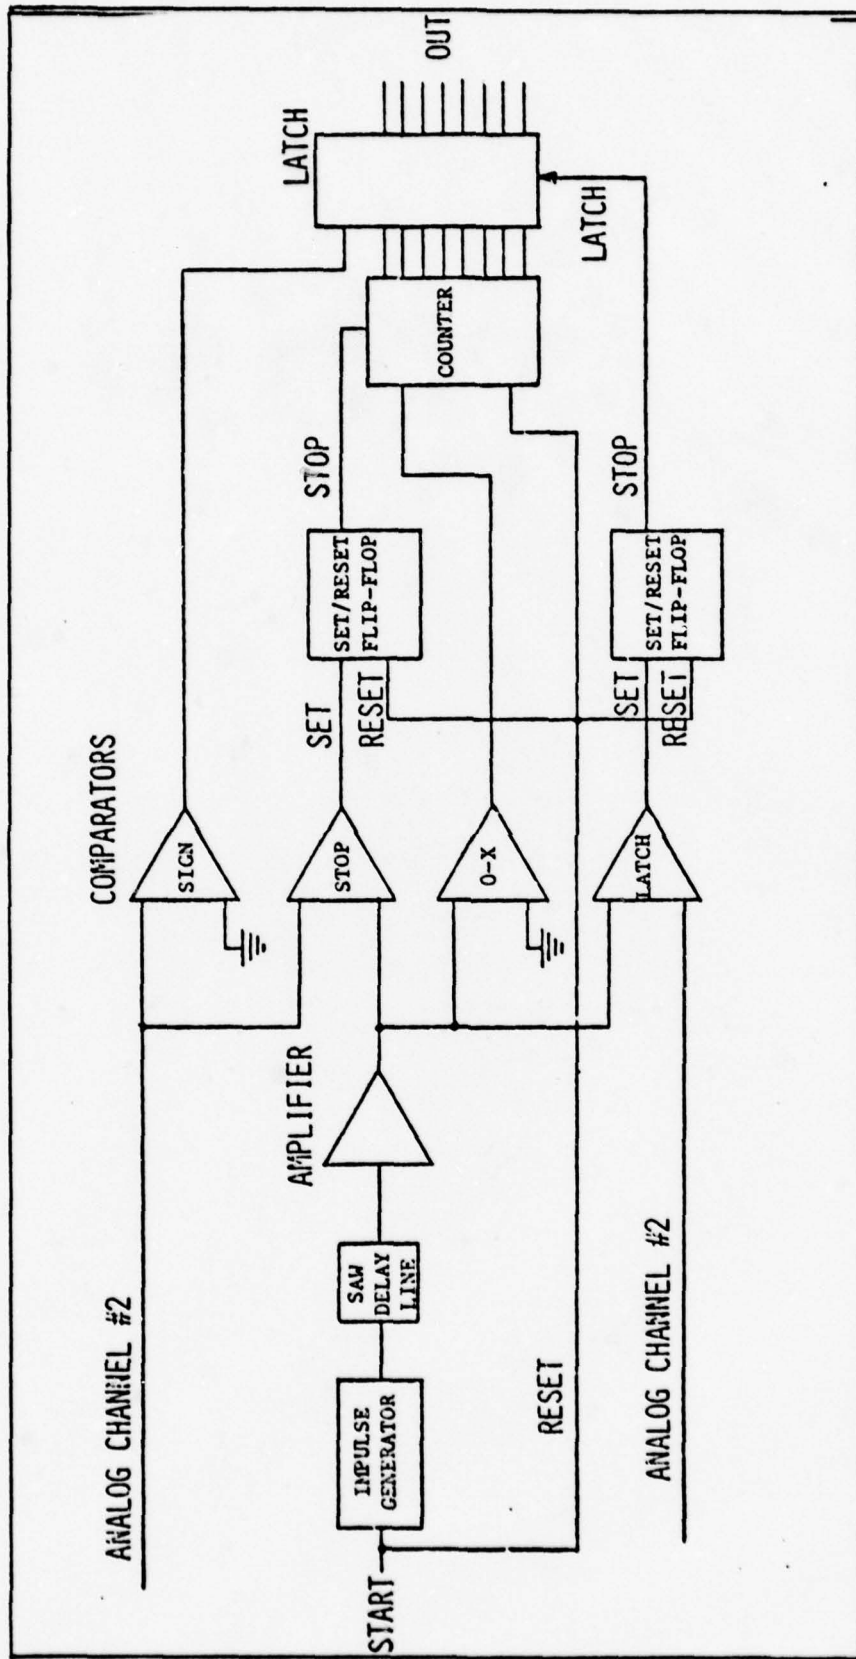 ANALOG CHANNEL #2
START
IMPULSE
GENERATOR
SAW
DELAY
LINE
AMPLIFIER
COMPARATORS
SIGN
STOP
O-X
LATCH
SET
RESET
SET/RESET
FLIP-FLOP
STOP
COUNTER
LATCH
OUT
LATCH
RESET
SET
RESET
SET/RESET
FLIP-FLOP
STOP
ANALOG CHANNEL #2